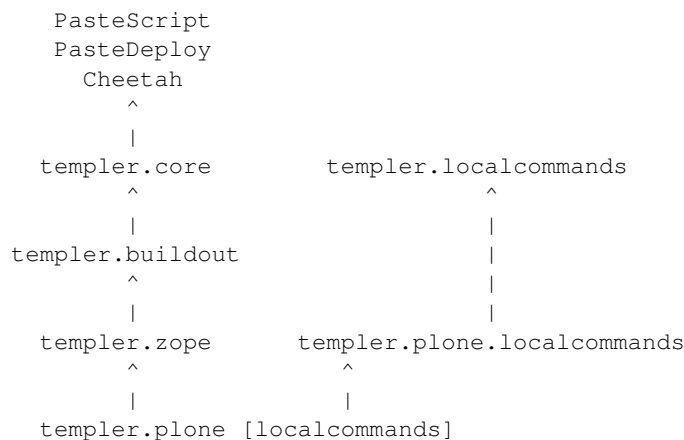 PasteScript
PasteDeploy
Cheetah
^
|
templer.core templer.localcommands
^ ^
| |
templer.buildout |
^ |
| |
templer.zope templer.plone.localcommands
^ ^
| |
templer.plone [localcommands]